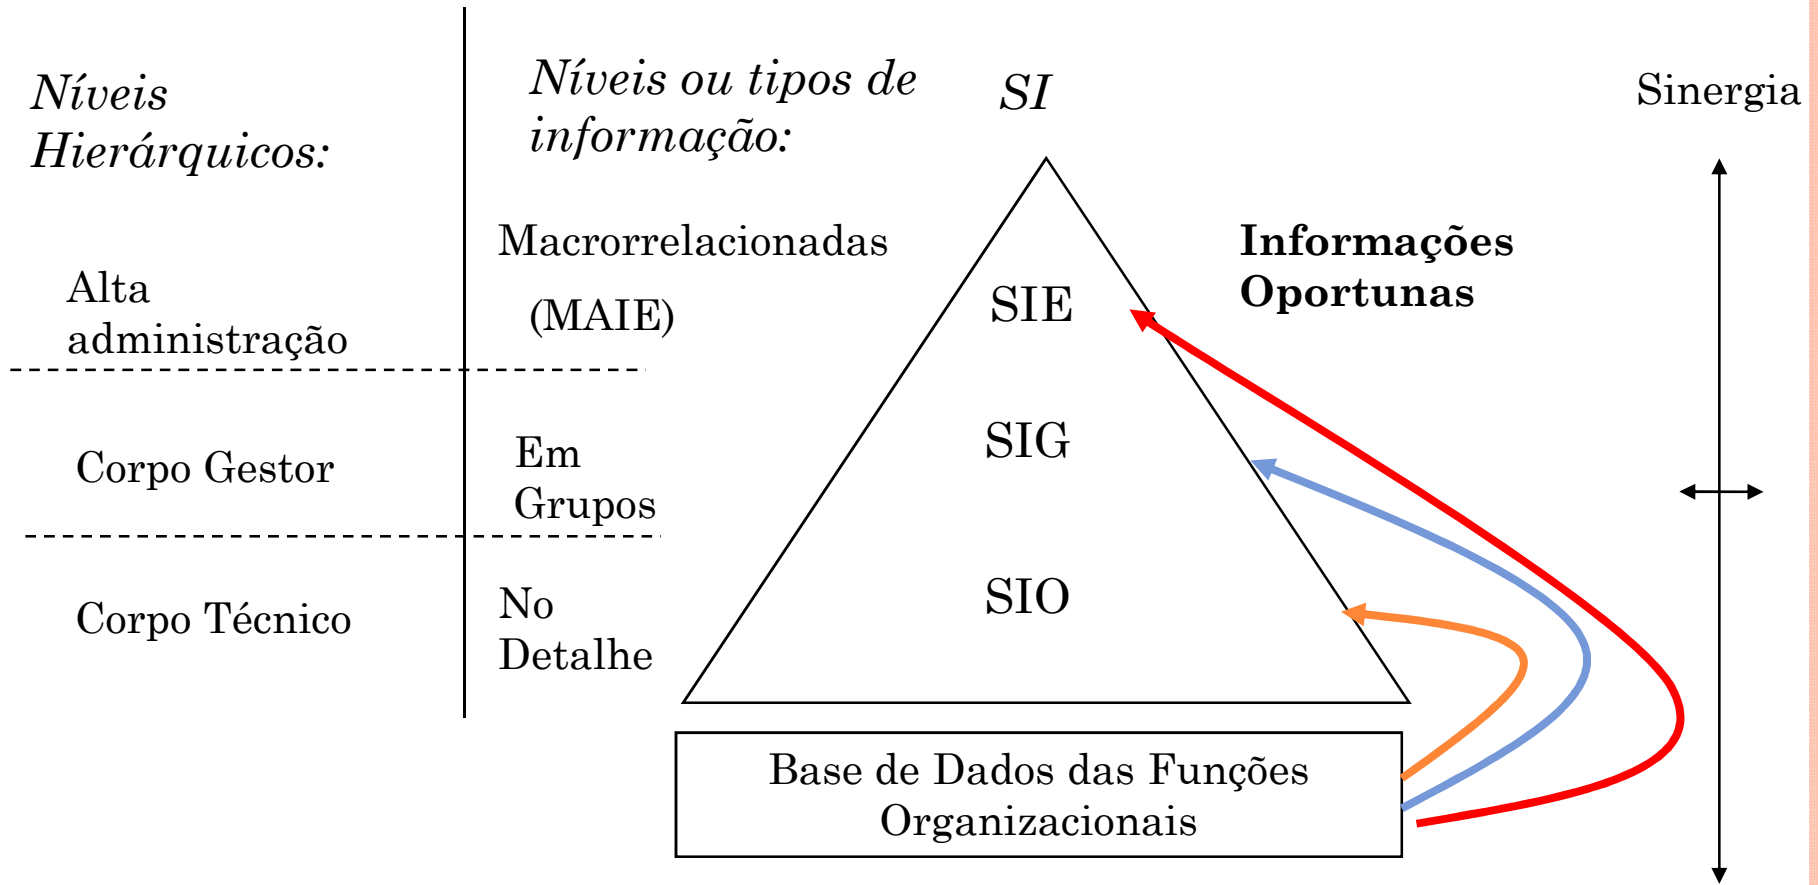 Níveis
Hierárquicos:
Níveis ou tipos de
informação:
SI
Sinergia
Macrorrelacionadas
(MAIE)
Informações
Oportunas
Alta
administração
SIE
Corpo Gestor
Em
Grupos
SIG
Corpo Técnico
No
Detalhe
SIO
Base de Dados das Funções
Organizacionais